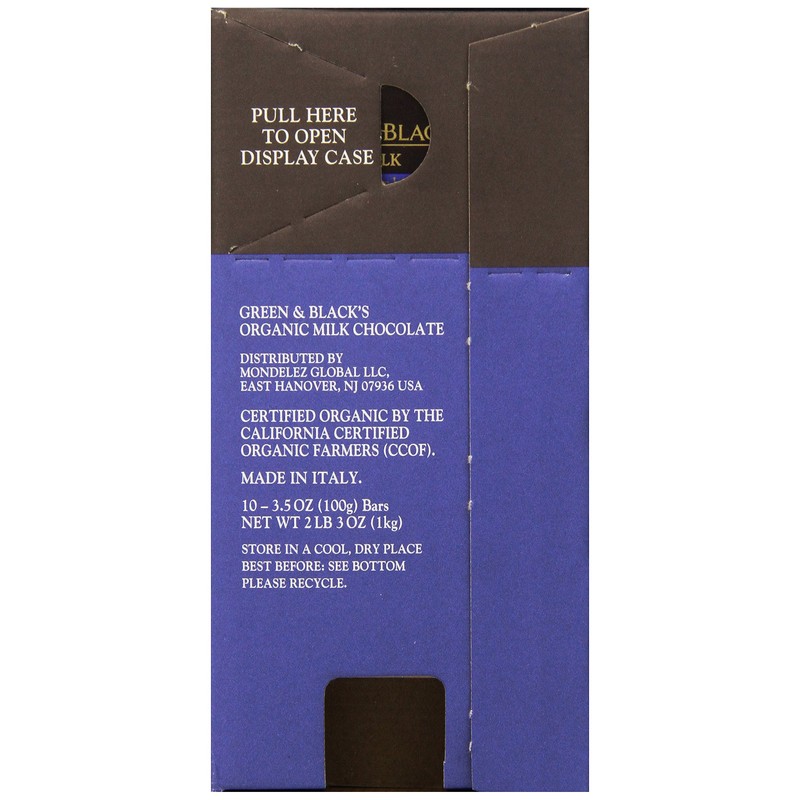 PULL HERE
TO OPEN
DISPLAY CASE
BLAC
LK
GREEN & BLACK'S
ORGANIC MILK CHOCOLATE
DISTRIBUTED BY
MONDELEZ GLOBAL LLC,
EAST HANOVER, NJ 07936 USA
CERTIFIED ORGANIC BY THE
CALIFORNIA CERTIFIED
ORGANIC FARMERS (CCOF).
MADE IN ITALY.
10 – 3.5 OZ (100g) Bars
NET WT 2 LB 3 OZ (1kg)
STORE IN A COOL, DRY PLACE
BEST BEFORE: SEE BOTTOM
PLEASE RECYCLE.